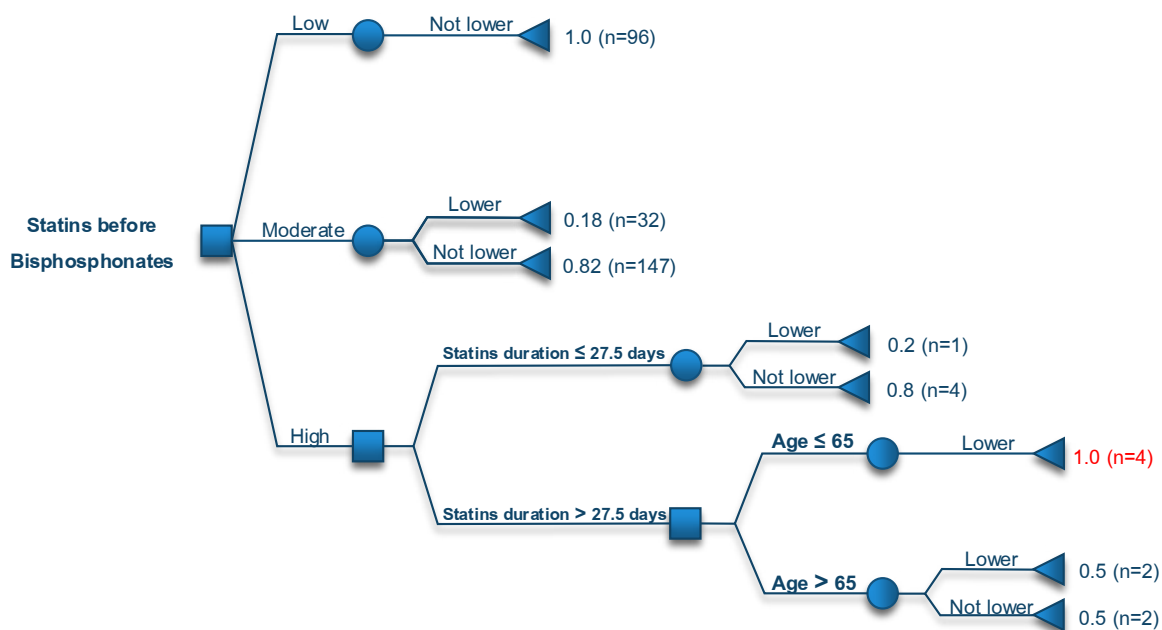 Low
Not lower
1.0 (n=96)
Statins before
Bisphosphonates
Moderate
Lower
0.18 (n=32)
Not lower
0.82 (n=147)
High
Statins duration ≤ 27.5 days
Lower
0.2 (n=1)
Not lower
0.8 (n=4)
Statins duration > 27.5 days
Age ≤ 65
Lower
1.0 (n=4)
Age > 65
Lower
0.5 (n=2)
Not lower
0.5 (n=2)